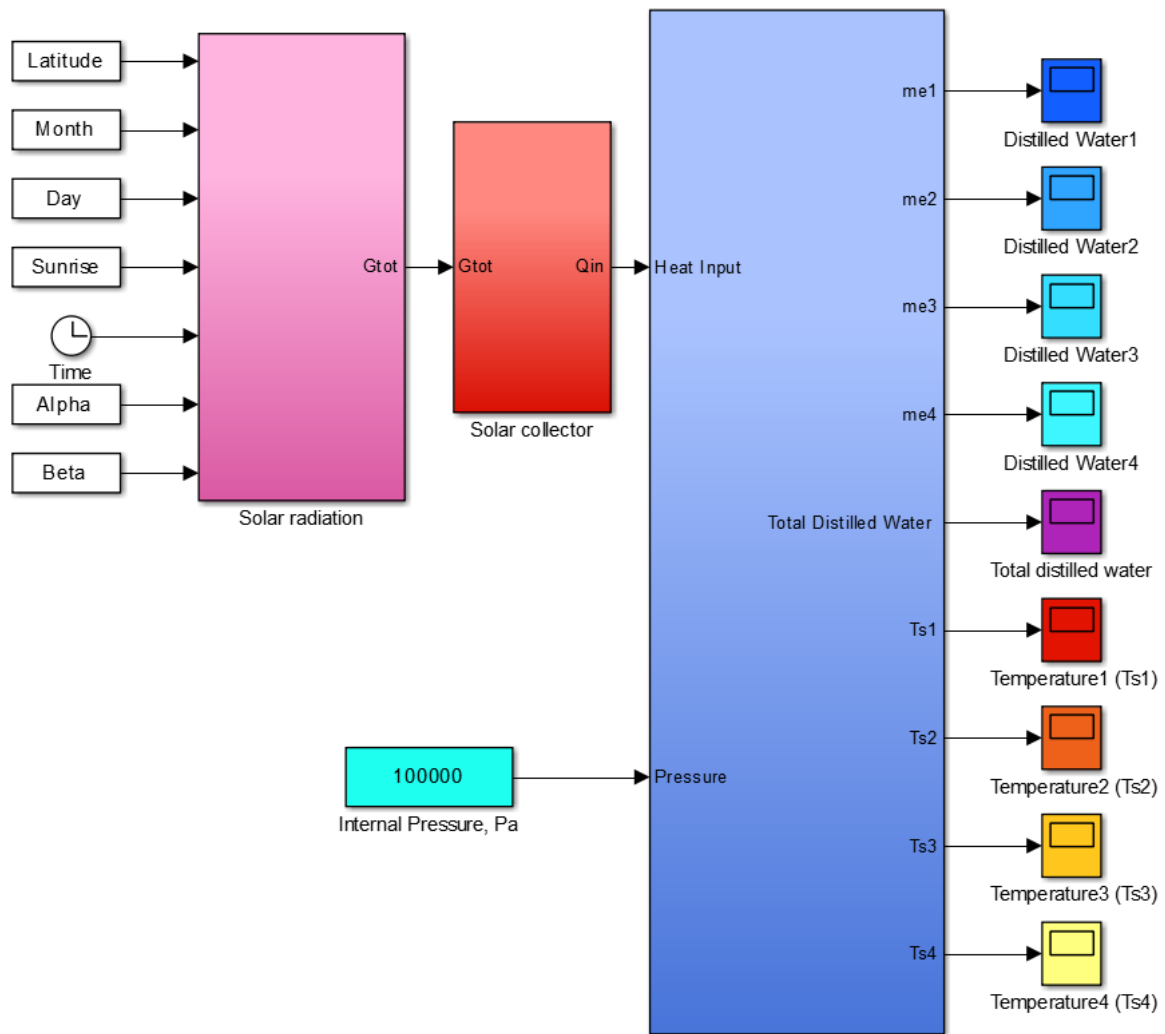 Latitude
Month
Day
Sunrise
Time
Alpha
Beta
Gtot
Solar radiation
Gtot
Qin
Solar collector
Heat Input
Pressure
100000
Internal Pressure, Pa
me1
me2
me3
me4
Total Distilled Water
Ts1
Ts2
Ts3
Ts4
Distilled Water1
Distilled Water2
Distilled Water3
Distilled Water4
Total distilled water
Temperature1 (Ts1)
Temperature2 (Ts2)
Temperature3 (Ts3)
Temperature4 (Ts4)